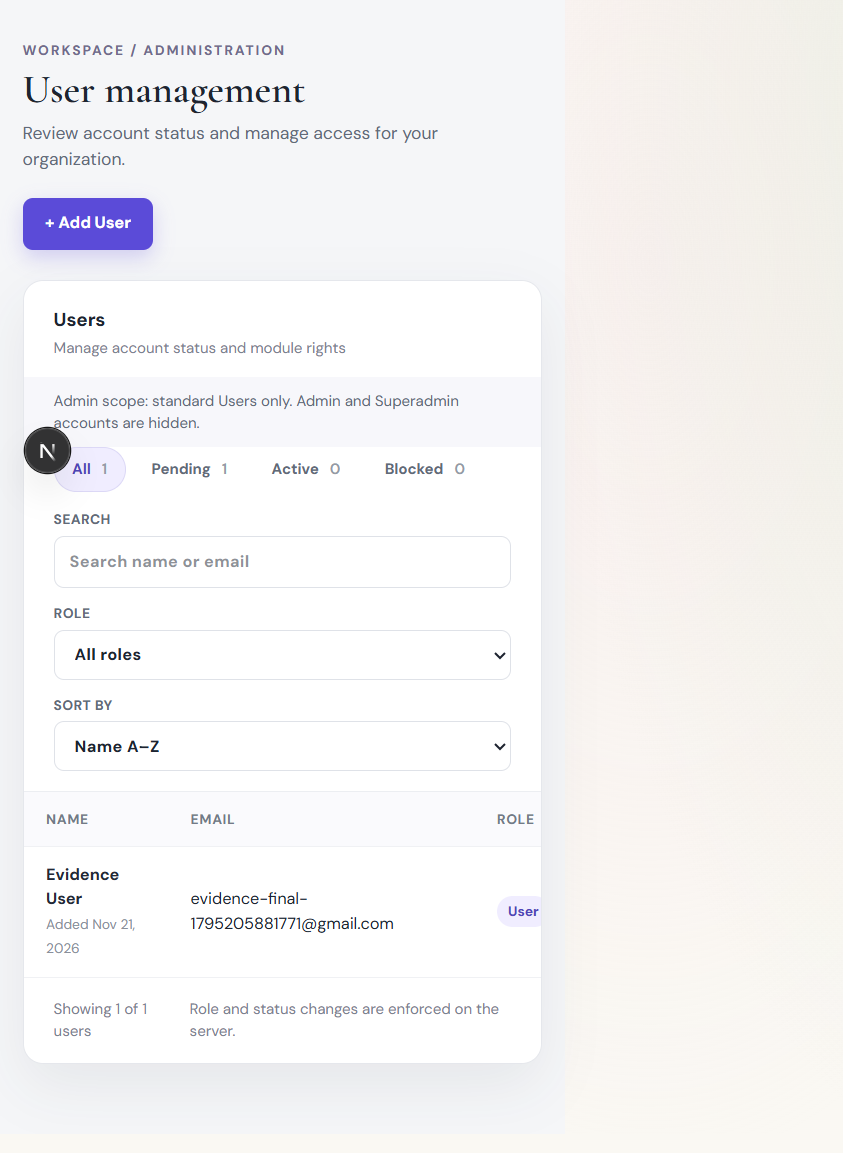 WORKSPACE / ADMINISTRATION
User management
Review account status and manage access for your
organization.
+ Add User
Users
Manage account status and module rights
Admin scope: standard Users only. Admin and Superadmin
accounts are hidden.
N
All 1 Pending 1 Active 0 Blocked 0
SEARCH
Search name or email
ROLE
All roles
SORT BY
Name A–Z
NAME EMAIL ROLE
Evidence
User
Added Nov 21,
2026
evidence-final-
1795205881771@gmail.com
User
Showing 1 of 1
users
Role and status changes are enforced on the
server.